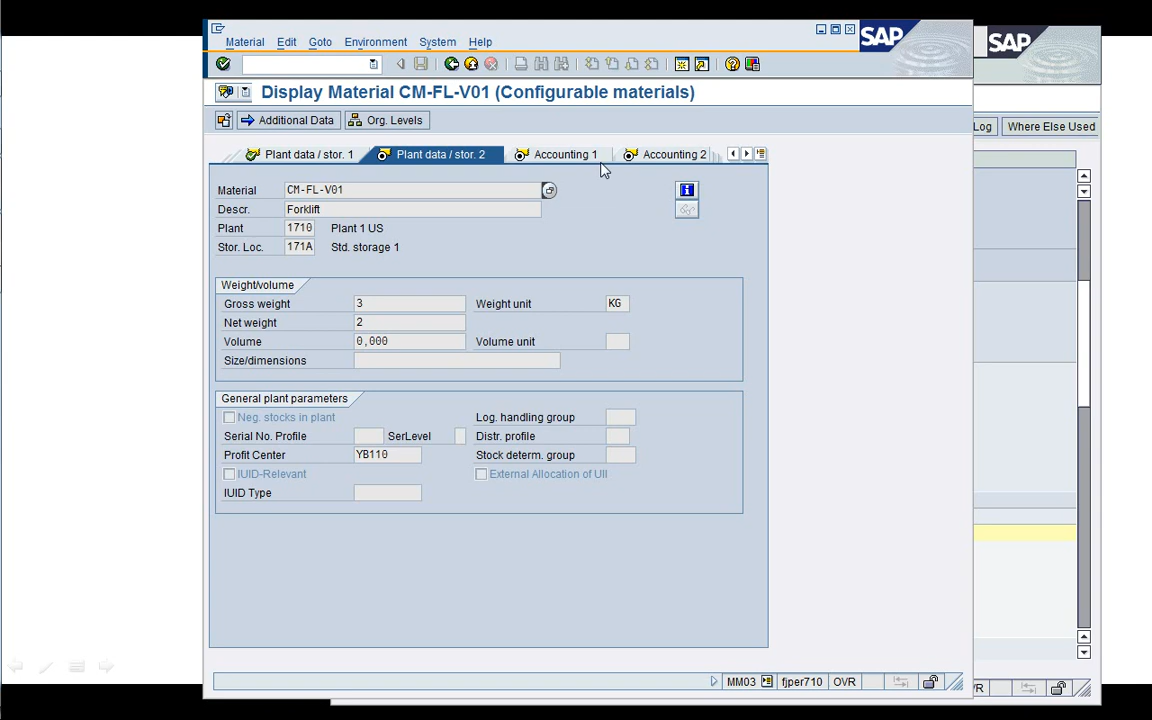 Material Edit Goto Environment System Help
SAP
SAP
Display Material CM-FL-V01 (Configurable materials)
Additional Data Org. Levels
Log Where Else Used
Plant data / stor. 1 Plant data / stor. 2 Accounting 1 Accounting 2
Material CM-FL-V01
Descr. Forklift
Plant 1710 Plant 1 US
Stor. Loc. 171A Std. storage 1
Weight/volume
Gross weight 3 Weight unit KG
Net weight 2
Volume 0,000 Volume unit
Size/dimensions
General plant parameters
Neg. stocks in plant Log. handling group
Serial No. Profile SerLevel Distr. profile
Profit Center YB110 Stock determ. group
IUID-Relevant External Allocation of UII
IUID Type
MM03 fjper710 OVR
VR